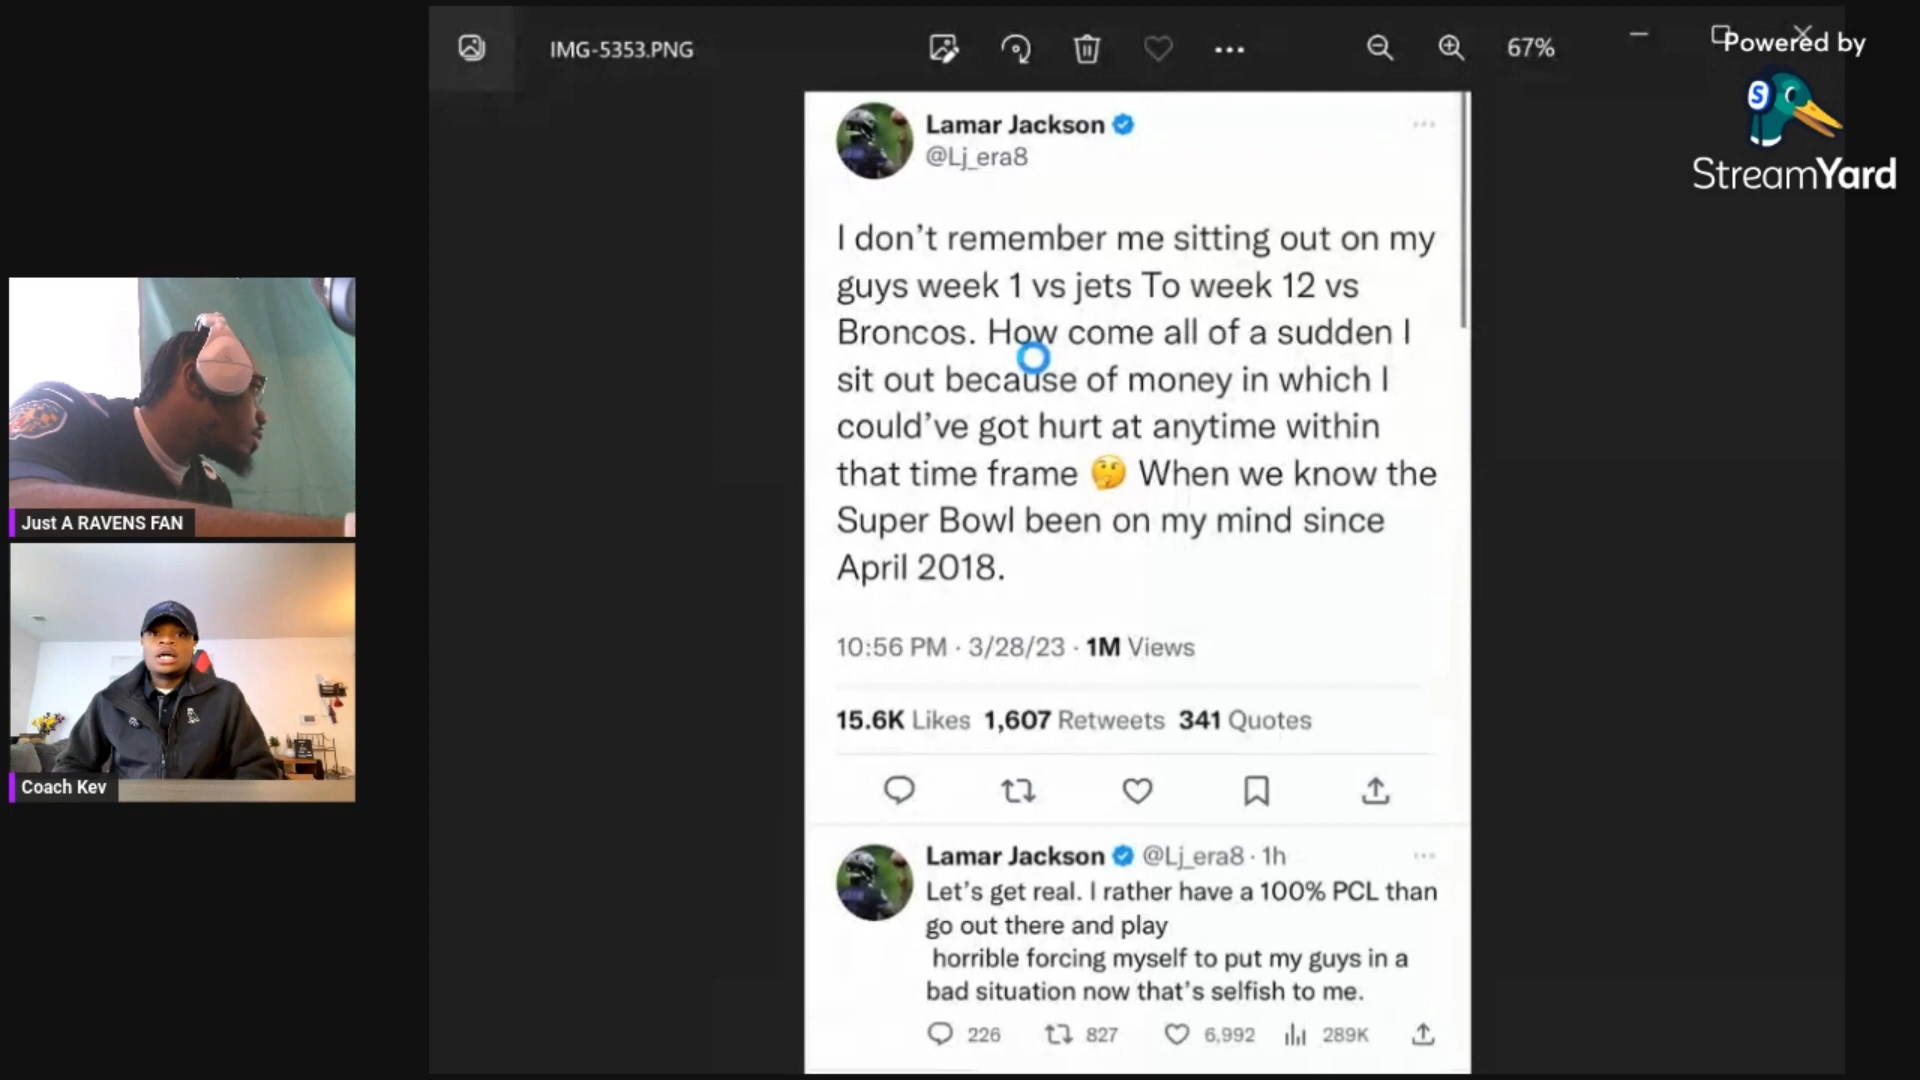 IMG-5353.PNG
67%
Powered by
StreamYard
Lamar Jackson
@Lj_era8
I don’t remember me sitting out on my
guys week 1 vs jets To week 12 vs
Broncos. How come all of a sudden I
sit out because of money in which I
could’ve got hurt at anytime within
that time frame 🤔 When we know the
Super Bowl been on my mind since
April 2018.
10:56 PM · 3/28/23 · 1M Views
15.6K Likes 1,607 Retweets 341 Quotes
Lamar Jackson @Lj_era8 · 1h
Let’s get real. I rather have a 100% PCL than
go out there and play
horrible forcing myself to put my guys in a
bad situation now that’s selfish to me.
226 827 6,992 289K
Just A RAVENS FAN
Coach Kev